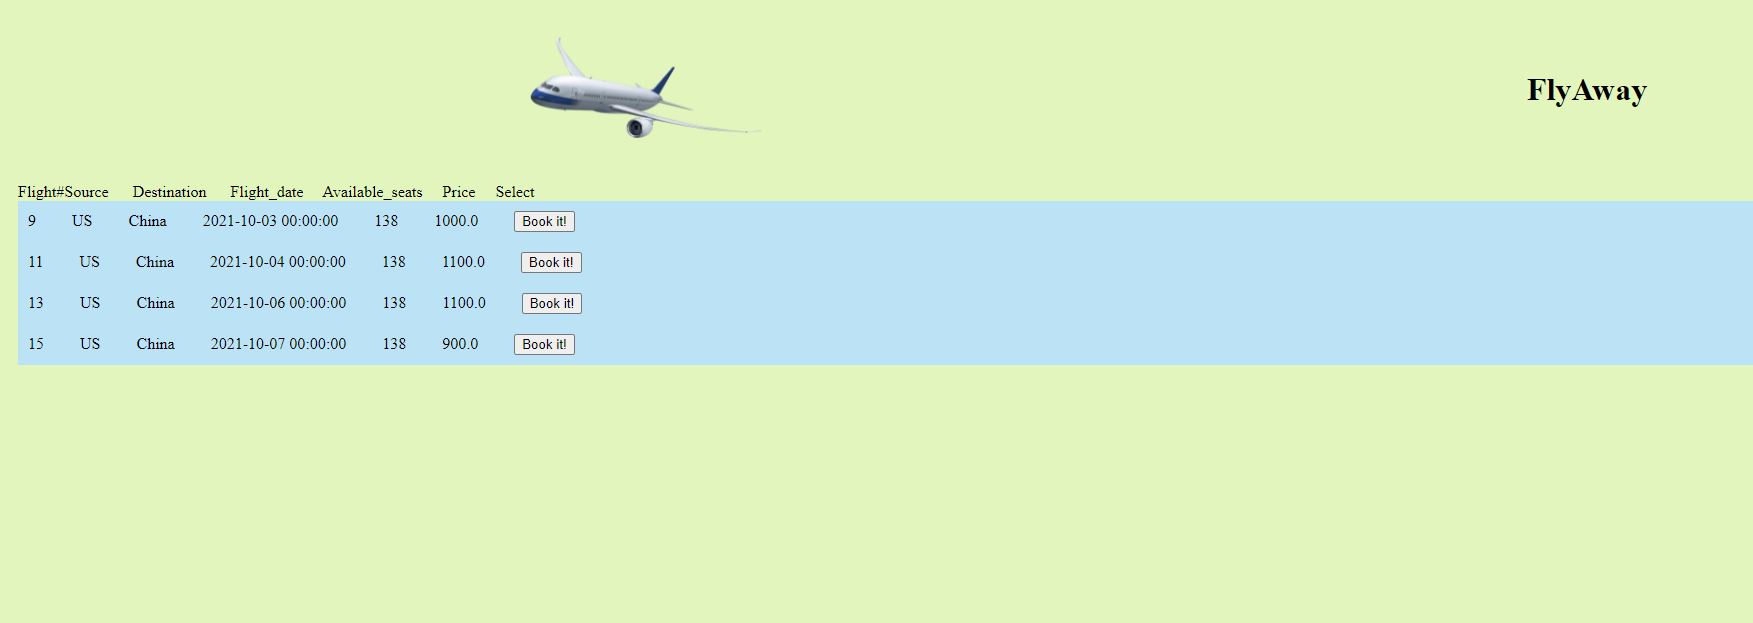 FlyAway
Flight#Source Destination Flight_date Available_seats Price Select
9 US China 2021-10-03 00:00:00 138 1000.0 Book it!
11 US China 2021-10-04 00:00:00 138 1100.0 Book it!
13 US China 2021-10-06 00:00:00 138 1100.0 Book it!
15 US China 2021-10-07 00:00:00 138 900.0 Book it!